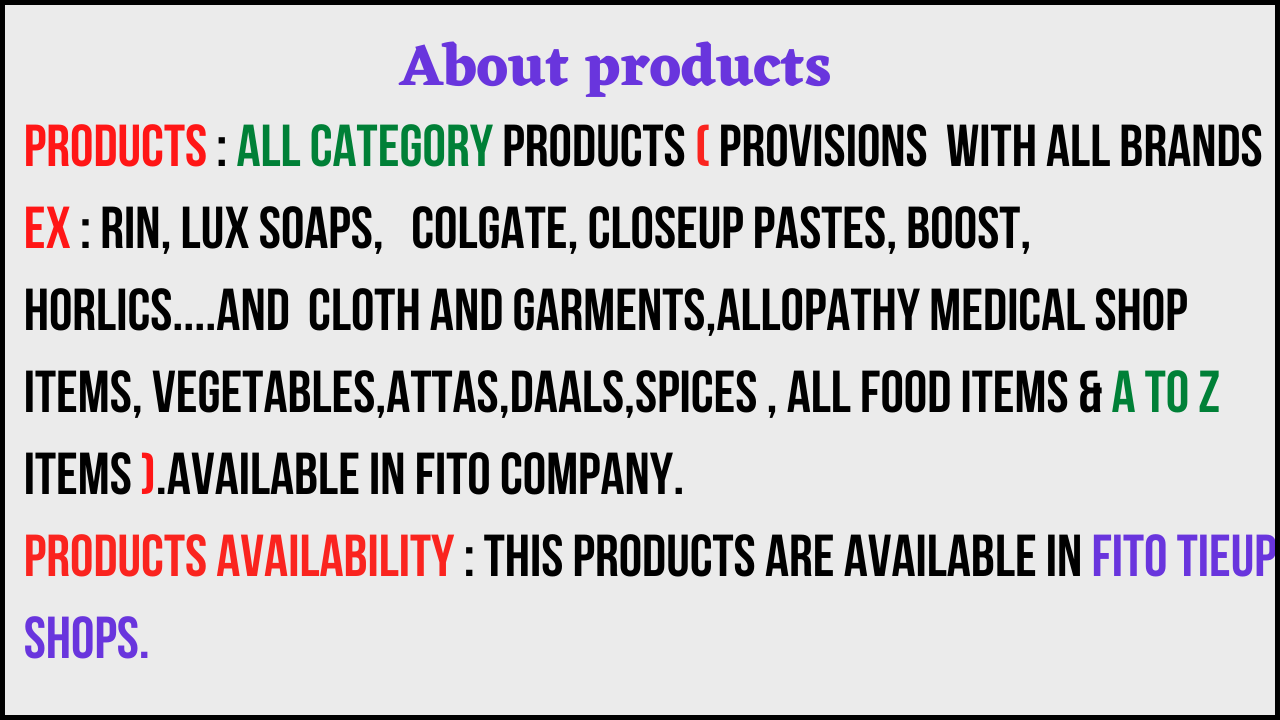 About products
PRODUCTS : ALL CATEGORY PRODUCTS ( PROVISIONS WITH ALL BRANDS
EX : RIN, LUX SOAPS, COLGATE, CLOSEUP PASTES, BOOST,
HORLICS....AND CLOTH AND GARMENTS,ALLOPATHY MEDICAL SHOP
ITEMS, VEGETABLES,ATTAS,DAALS,SPICES , ALL FOOD ITEMS & A TO Z
ITEMS ).AVAILABLE IN FITO COMPANY.
PRODUCTS AVAILABILITY : THIS PRODUCTS ARE AVAILABLE IN FITO TIEUP
SHOPS.